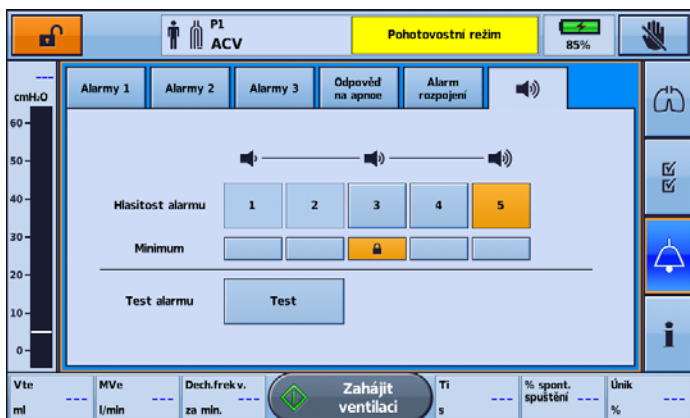 P1
ACV
Pohotovostní režim
85%
---
cmH₂O
60
50
40
30
20
10
0
Alarmy 1
Alarmy 2
Alarmy 3
Odpověď
na apnoe
Alarm
rozpojení
Hlasitost alarmu
1
2
3
4
5
Minimum
Test alarmu
Test
Vte
---
ml
MVe
---
l/min
Dech.frekv.
---
za min.
Zahájit
ventilaci
Ti
---
s
% spont.
spuštění
---
Únik
---
%